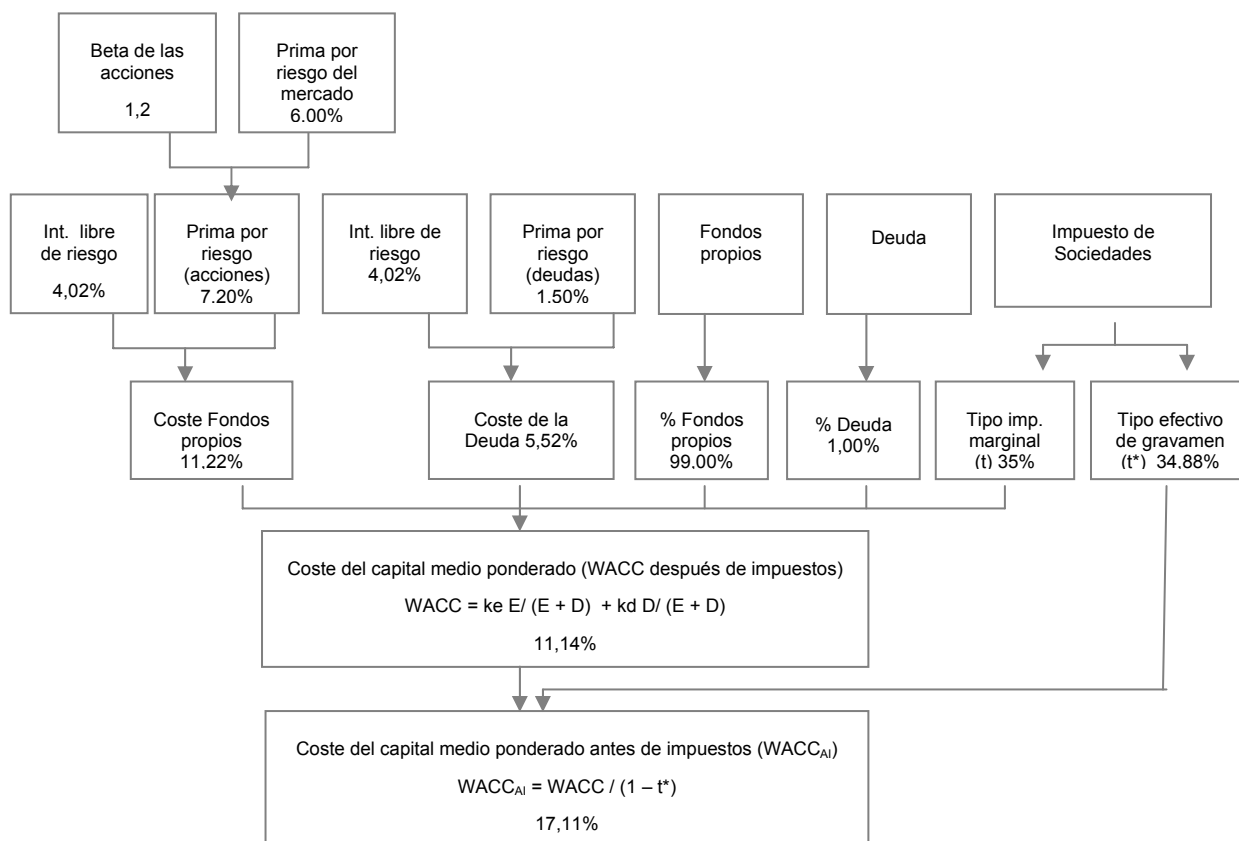 Beta de las
acciones
1,2
Prima por
riesgo del
mercado
6.00%
Int. libre
de riesgo
4,02%
Prima por
riesgo
(acciones)
7.20%
Int. libre de
riesgo
4,02%
Prima por
riesgo
(deudas)
1.50%
Fondos
propios
Deuda
Impuesto de
Sociedades
Coste Fondos
propios
11,22%
Coste de la
Deuda 5,52%
% Fondos
propios
99.00%
% Deuda
1,00%
Tipo imp.
marginal
(t) 35%
Tipo efectivo
de gravamen
(t*) 34,88%
Coste del capital medio ponderado (WACC después de impuestos)
WACC = ke E/ (E + D) + kd D/ (E + D)
11,14%
Coste del capital medio ponderado antes de impuestos (WACCAI)
WACCAI = WACC / (1 – t*)
17,11%